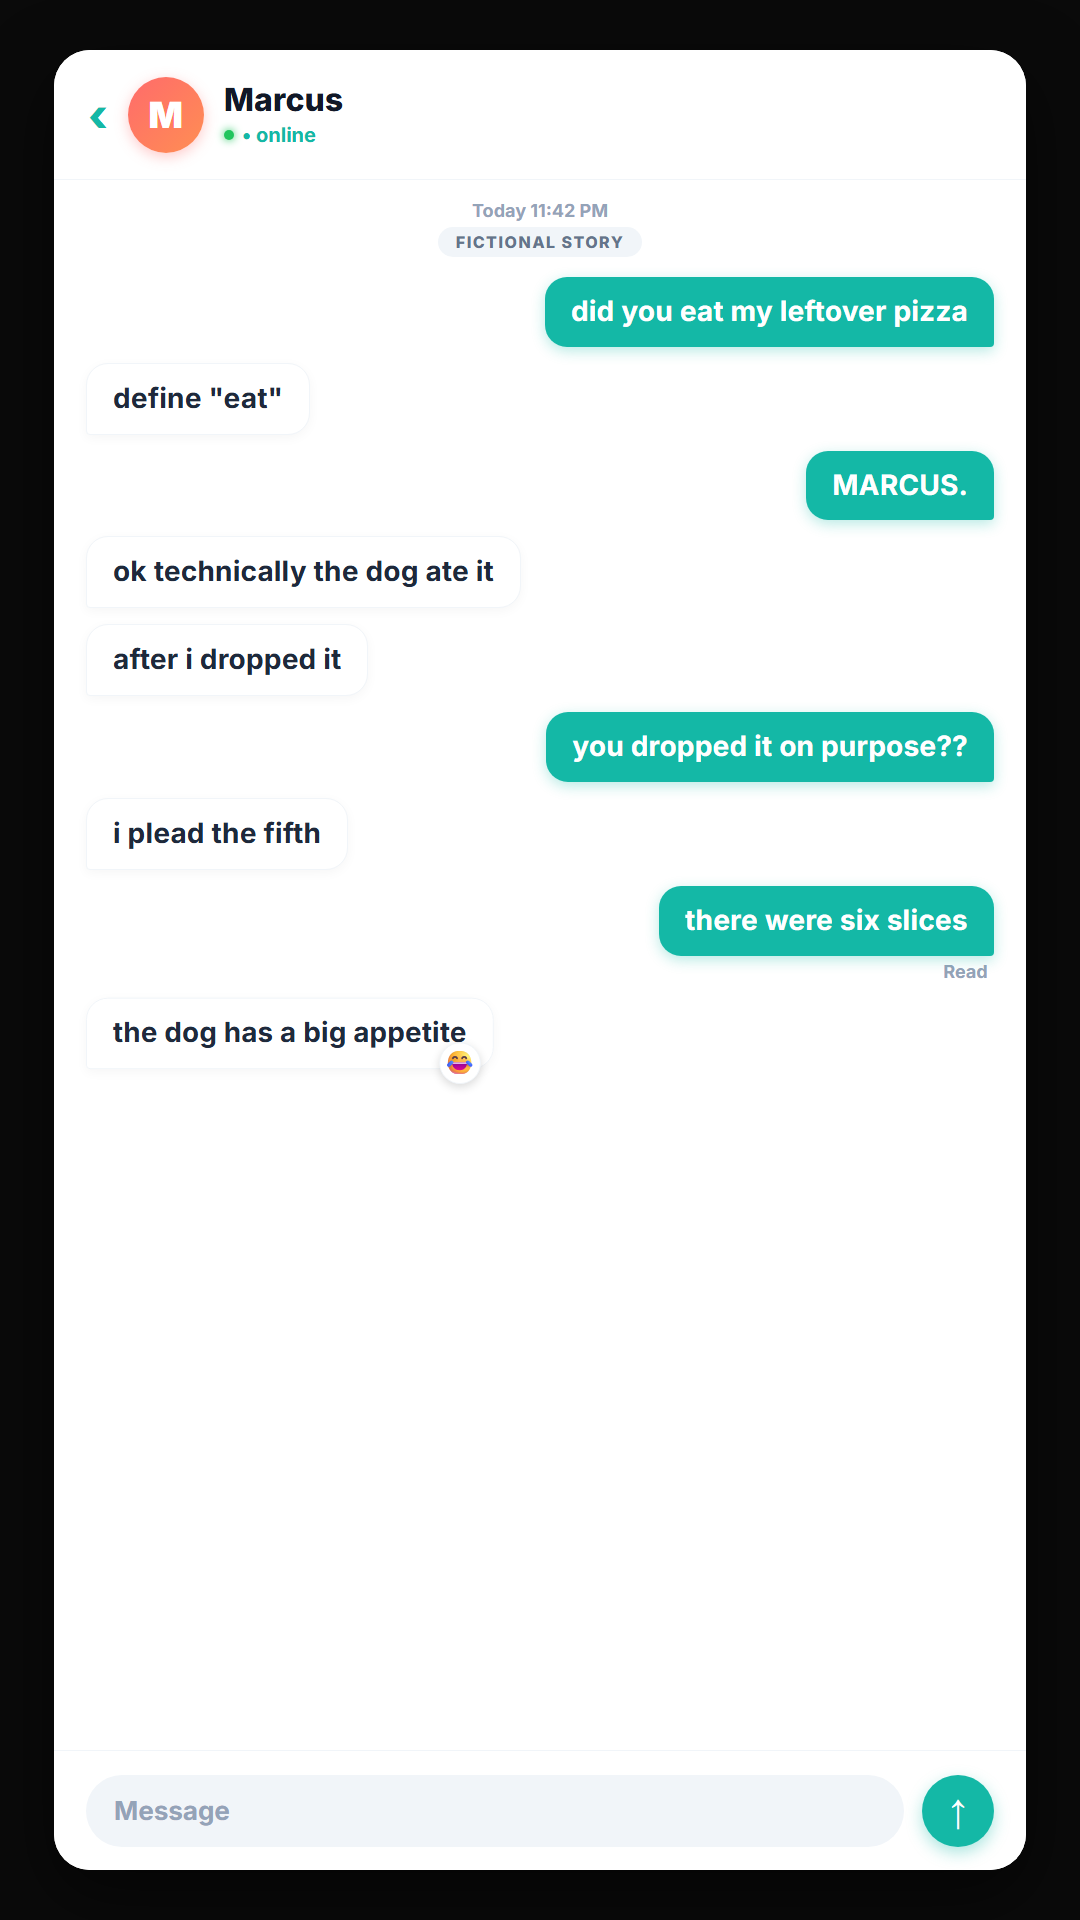 M
Marcus
• online
Today 11:42 PM
FICTIONAL STORY
did you eat my leftover pizza
define "eat"
MARCUS.
ok technically the dog ate it
after i dropped it
you dropped it on purpose??
i plead the fifth
there were six slices
Read
the dog has a big appetite
Message